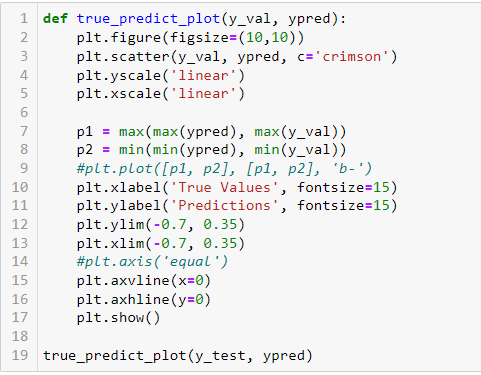 1 def true_predict_plot(y_val, ypred):
2     plt.figure(figsize=(10,10))
3     plt.scatter(y_val, ypred, c='crimson')
4     plt.yscale('linear')
5     plt.xscale('linear')
6
7     p1 = max(max(ypred), max(y_val))
8     p2 = min(min(ypred), min(y_val))
9     #plt.plot([p1, p2], [p1, p2], 'b-')
10     plt.xlabel('True Values', fontsize=15)
11     plt.ylabel('Predictions', fontsize=15)
12     plt.ylim(-0.7, 0.35)
13     plt.xlim(-0.7, 0.35)
14     #plt.axis('equal')
15     plt.axvline(x=0)
16     plt.axhline(y=0)
17     plt.show()
18
19 true_predict_plot(y_test, ypred)